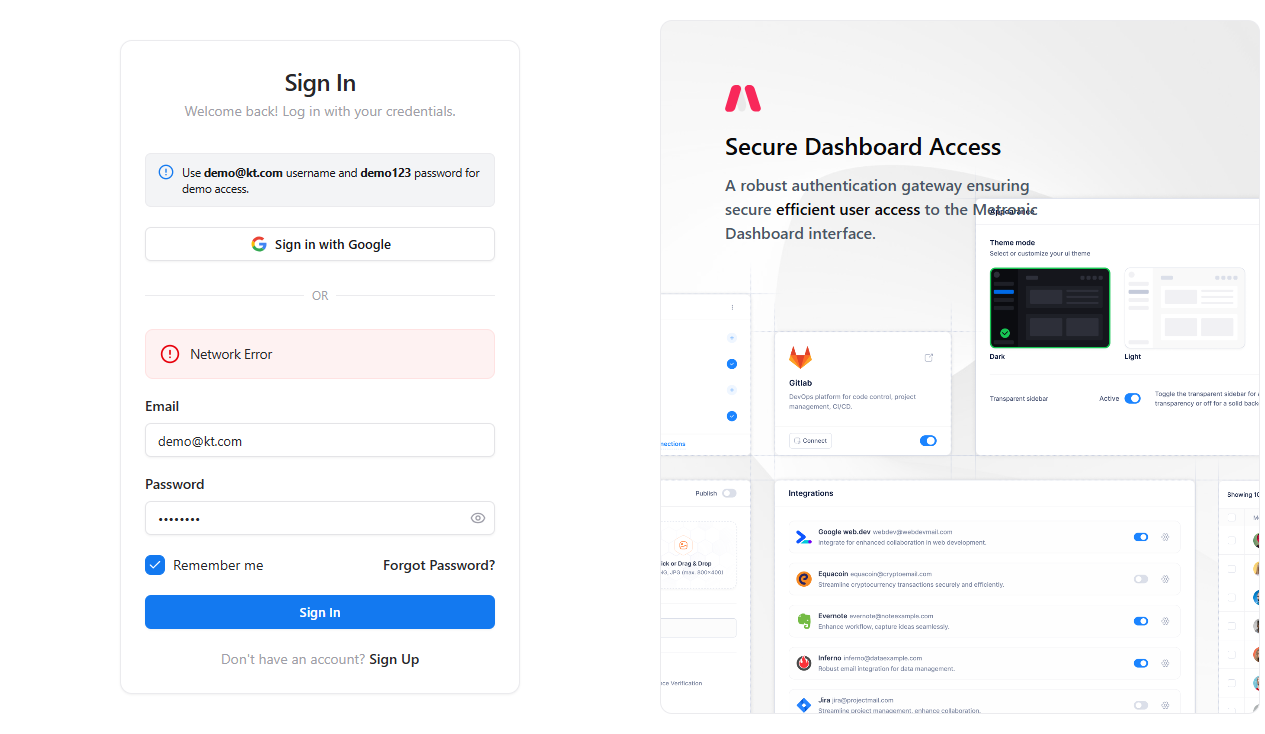 Sign In
Welcome back! Log in with your credentials.
Use demo@kt.com username and demo123 password for
demo access.
Sign in with Google
OR
Network Error
Email
demo@kt.com
Password
••••••••
Remember me
Forgot Password?
Sign In
Don't have an account? Sign Up
Secure Dashboard Access
A robust authentication gateway ensuring
secure efficient user access to the Metronic
Dashboard interface.
Appearance
Theme mode
Select or customize your ui theme
Dark
Light
Transparent sidebar
Active
Toggle the transparent sidebar for a
transparency or off for a solid back
Gitlab
DevOps platform for code control, project
management, CI/CD.
Connect
nnections
Publish
ick or Drag & Drop
NG, JPG (max. 800×400)
ce Verification
Integrations
Google web.dev webdev@webdevmail.com
Integrate for enhanced collaboration in web development.
Equacoin equacoin@cryptoemail.com
Streamline cryptocurrency transactions securely and efficiently.
Evernote evernote@noteexample.com
Enhance workflow, capture ideas seamlessly.
Inferno inferno@dataexample.com
Robust email integration for data management.
Jira jira@projectmail.com
Streamline project management, enhance collaboration.
Showing 10